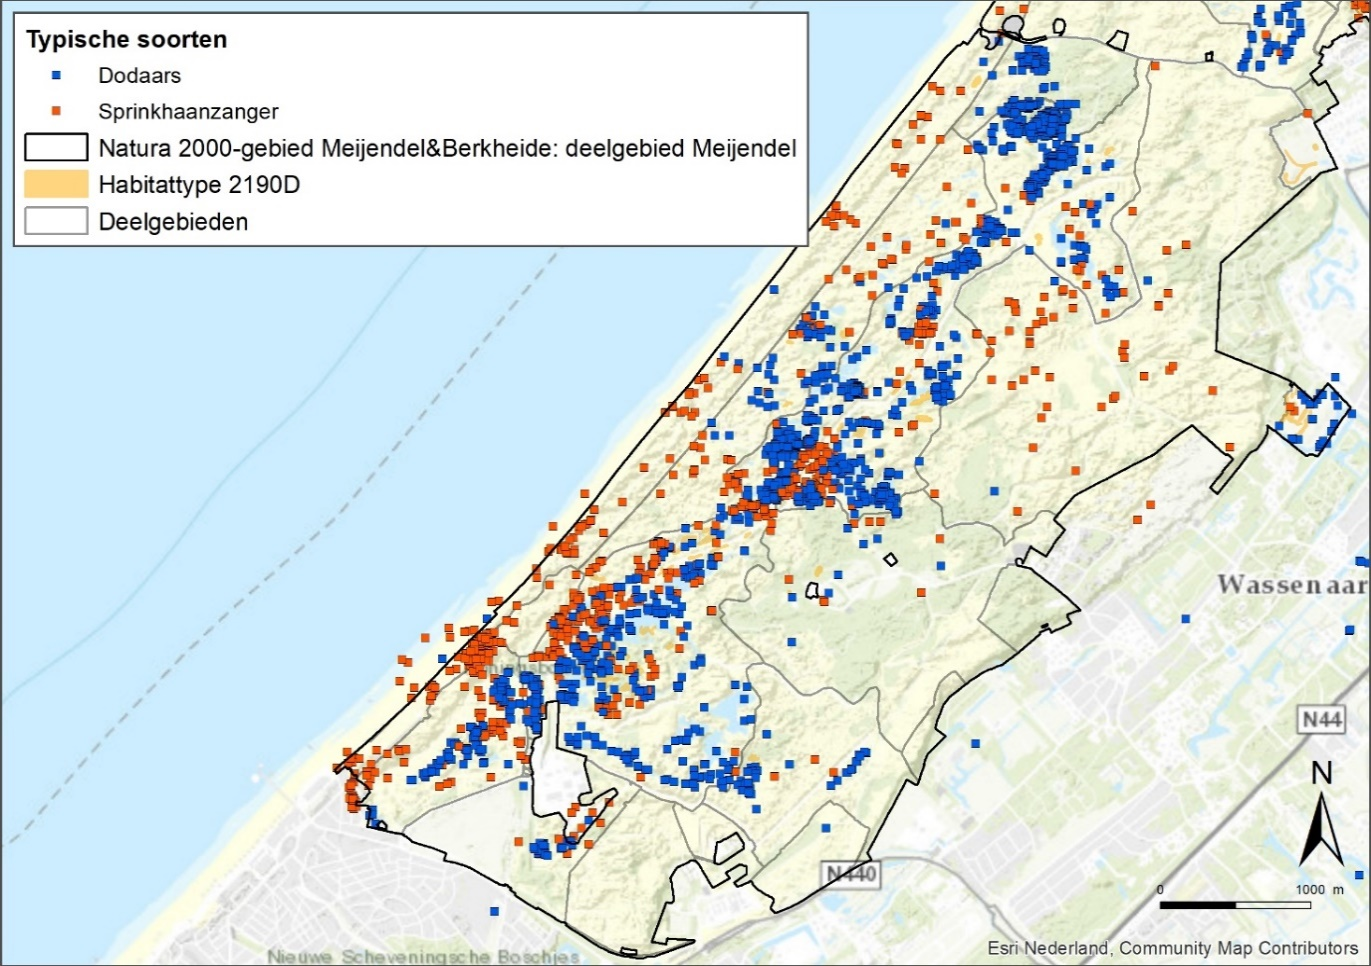 Typische soorten
Dodaars
Sprinkhaanzanger
Natura 2000-gebied Meijendel&Berkheide: deelgebied Meijendel
Habitattype 2190D
Deelgebieden
Wassenaar
N44
N
N440
0 1000 m
Esri Nederland, Community Map Contributors
Nieuwe Scheveningsche Boschjes